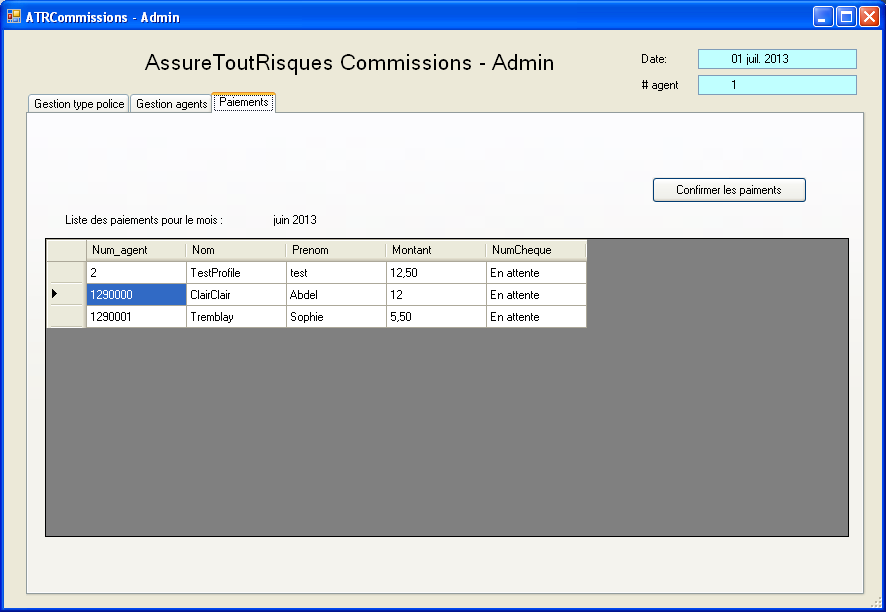 ATRCommissions - Admin
AssureToutRisques Commissions - Admin
Date: 01 juil. 2013
# agent 1
Gestion type police Gestion agents Paiements
Confirmer les paiments
Liste des paiements pour le mois : juin 2013
Num_agent Nom Prenom Montant NumCheque
2 TestProfile test 12,50 En attente
1290000 ClairClair Abdel 12 En attente
1290001 Tremblay Sophie 5,50 En attente